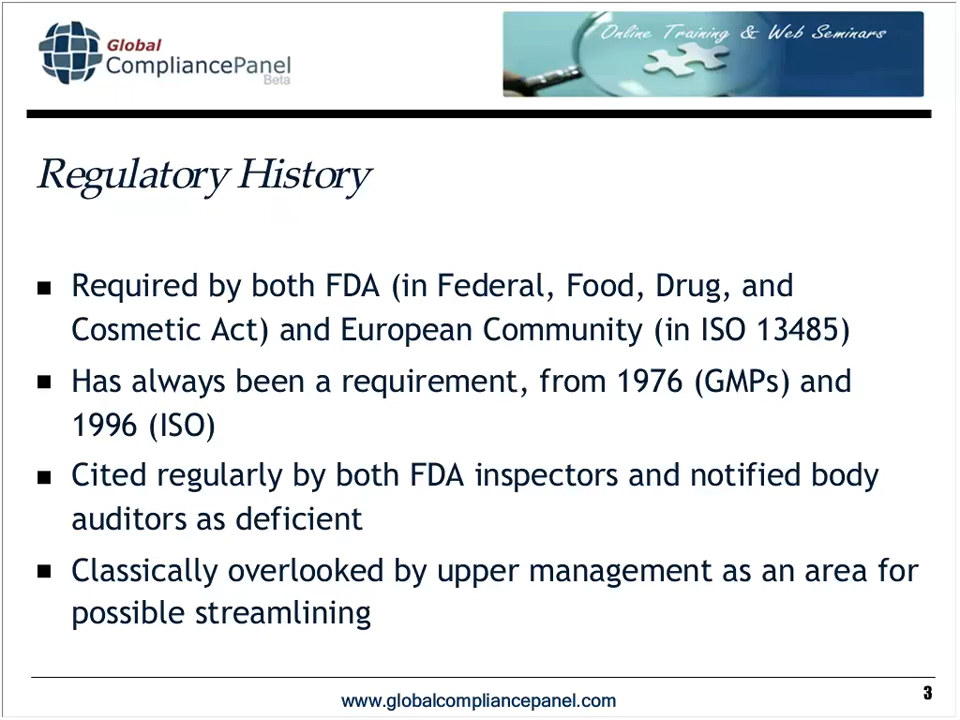 Global
CompliancePanel
Beta
Online Training & Web Seminars
Regulatory History
Required by both FDA (in Federal, Food, Drug, and
Cosmetic Act) and European Community (in ISO 13485)
Has always been a requirement, from 1976 (GMPs) and
1996 (ISO)
Cited regularly by both FDA inspectors and notified body
auditors as deficient
Classically overlooked by upper management as an area for
possible streamlining
www.globalcompliancepanel.com
3